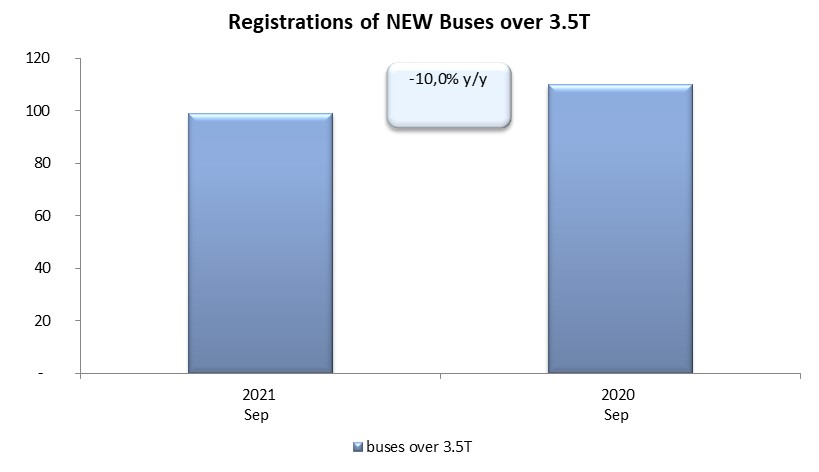 Registrations of NEW Buses over 3.5T
-10,0% y/y
120
100
80
60
40
20
-
2021
Sep
2020
Sep
buses over 3.5T